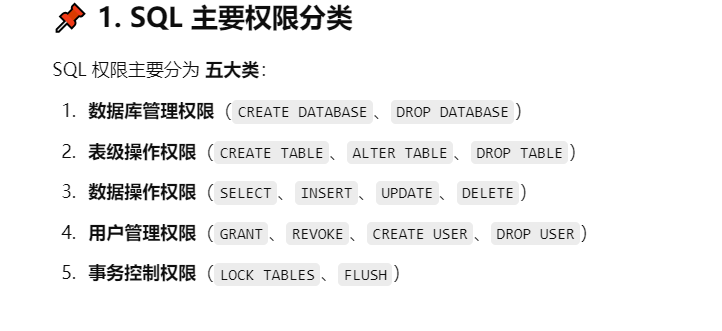 📌 1. SQL 主要权限分类
SQL 权限主要分为 五大类：
1. 数据库管理权限（CREATE DATABASE、DROP DATABASE）
2. 表级操作权限（CREATE TABLE、ALTER TABLE、DROP TABLE）
3. 数据操作权限（SELECT、INSERT、UPDATE、DELETE）
4. 用户管理权限（GRANT、REVOKE、CREATE USER、DROP USER）
5. 事务控制权限（LOCK TABLES、FLUSH）